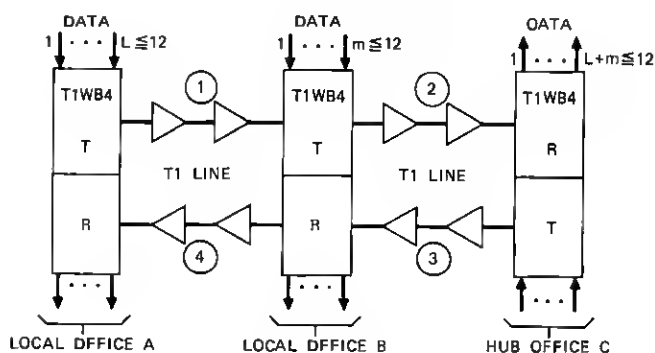 DATA DATA OATA
1 ... L≦12 1 ... m≦12 1 ... L+m≦12
T1WB4 1 T1WB4 2 T1WB4
T T R
T1 LINE T1 LINE
R R T
4 3
... ... ...
LOCAL DFFICE A LOCAL DFFICE B HUB OFFICE C